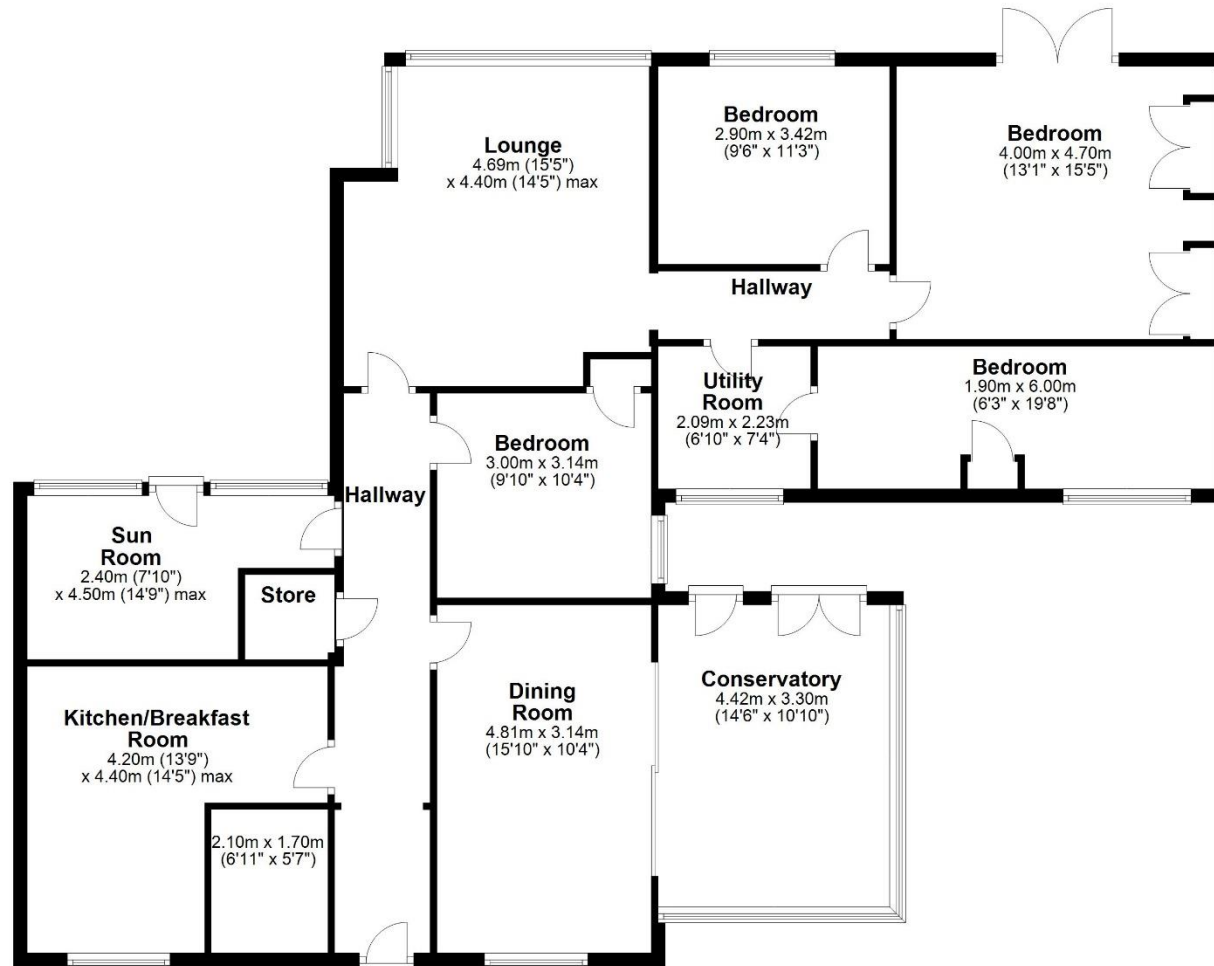 Lounge
4.69m (15'5")
x 4.40m (14'5") max
Bedroom
2.90m x 3.42m
(9'6" x 11'3")
Bedroom
4.00m x 4.70m
(13'1" x 15'5")
Hallway
Utility
Room
2.09m x 2.23m
(6'10" x 7'4")
Bedroom
1.90m x 6.00m
(6'3" x 19'8")
Bedroom
3.00m x 3.14m
(9'10" x 10'4")
Hallway
Sun
Room
2.40m (7'10")
x 4.50m (14'9") max
Store
Kitchen/Breakfast
Room
4.20m (13'9")
x 4.40m (14'5") max
2.10m x 1.70m
(6'11" x 5'7")
Dining
Room
4.81m x 3.14m
(15'10" x 10'4")
Conservatory
4.42m x 3.30m
(14'6" x 10'10")